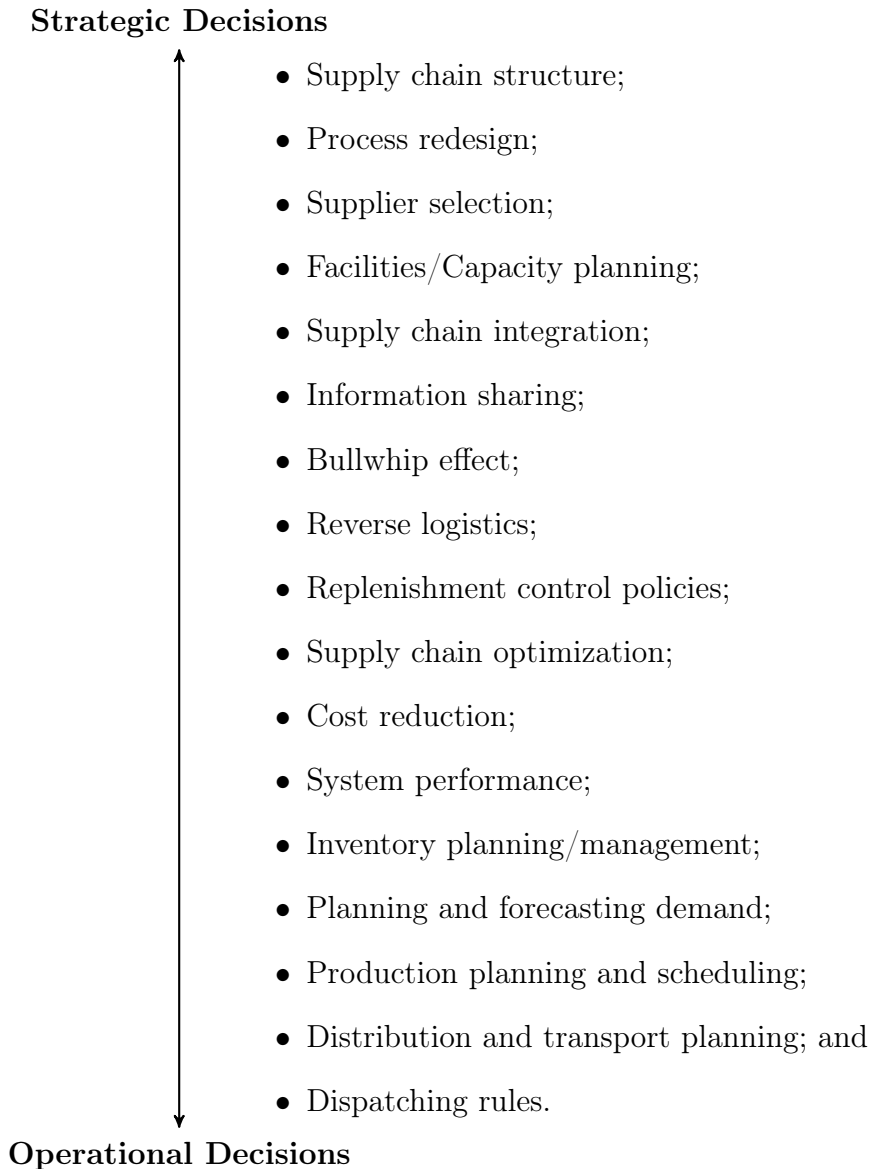 Strategic Decisions
• Supply chain structure;
• Process redesign;
• Supplier selection;
• Facilities/Capacity planning;
• Supply chain integration;
• Information sharing;
• Bullwhip effect;
• Reverse logistics;
• Replenishment control policies;
• Supply chain optimization;
• Cost reduction;
• System performance;
• Inventory planning/management;
• Planning and forecasting demand;
• Production planning and scheduling;
• Distribution and transport planning; and
• Dispatching rules.
Operational Decisions